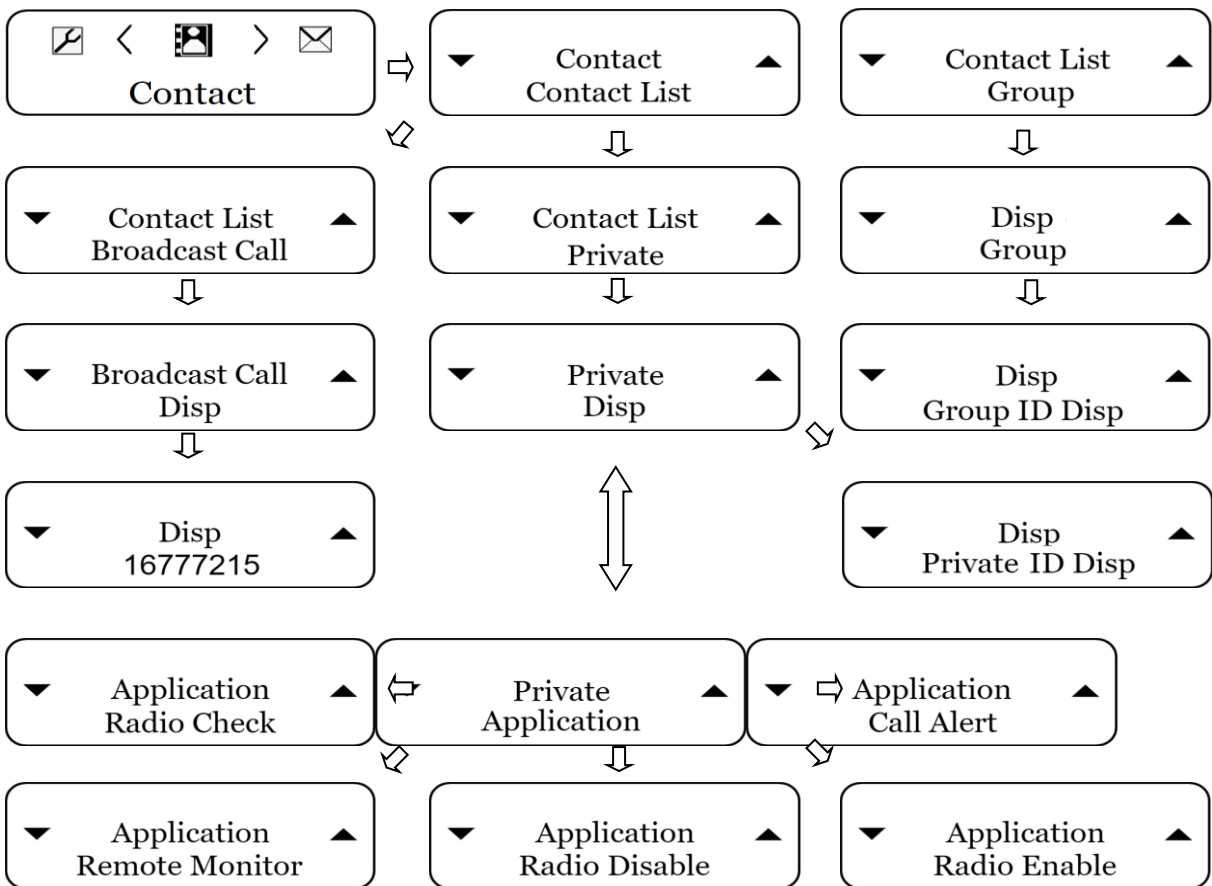 Contact
Contact
Contact List
Contact List
Group
Contact List
Broadcast Call
Contact List
Private
Disp
Group
Broadcast Call
Disp
Private
Disp
Disp
Group ID Disp
Disp
16777215
Disp
Private ID Disp
Application
Radio Check
Private
Application
Application
Call Alert
Application
Remote Monitor
Application
Radio Disable
Application
Radio Enable